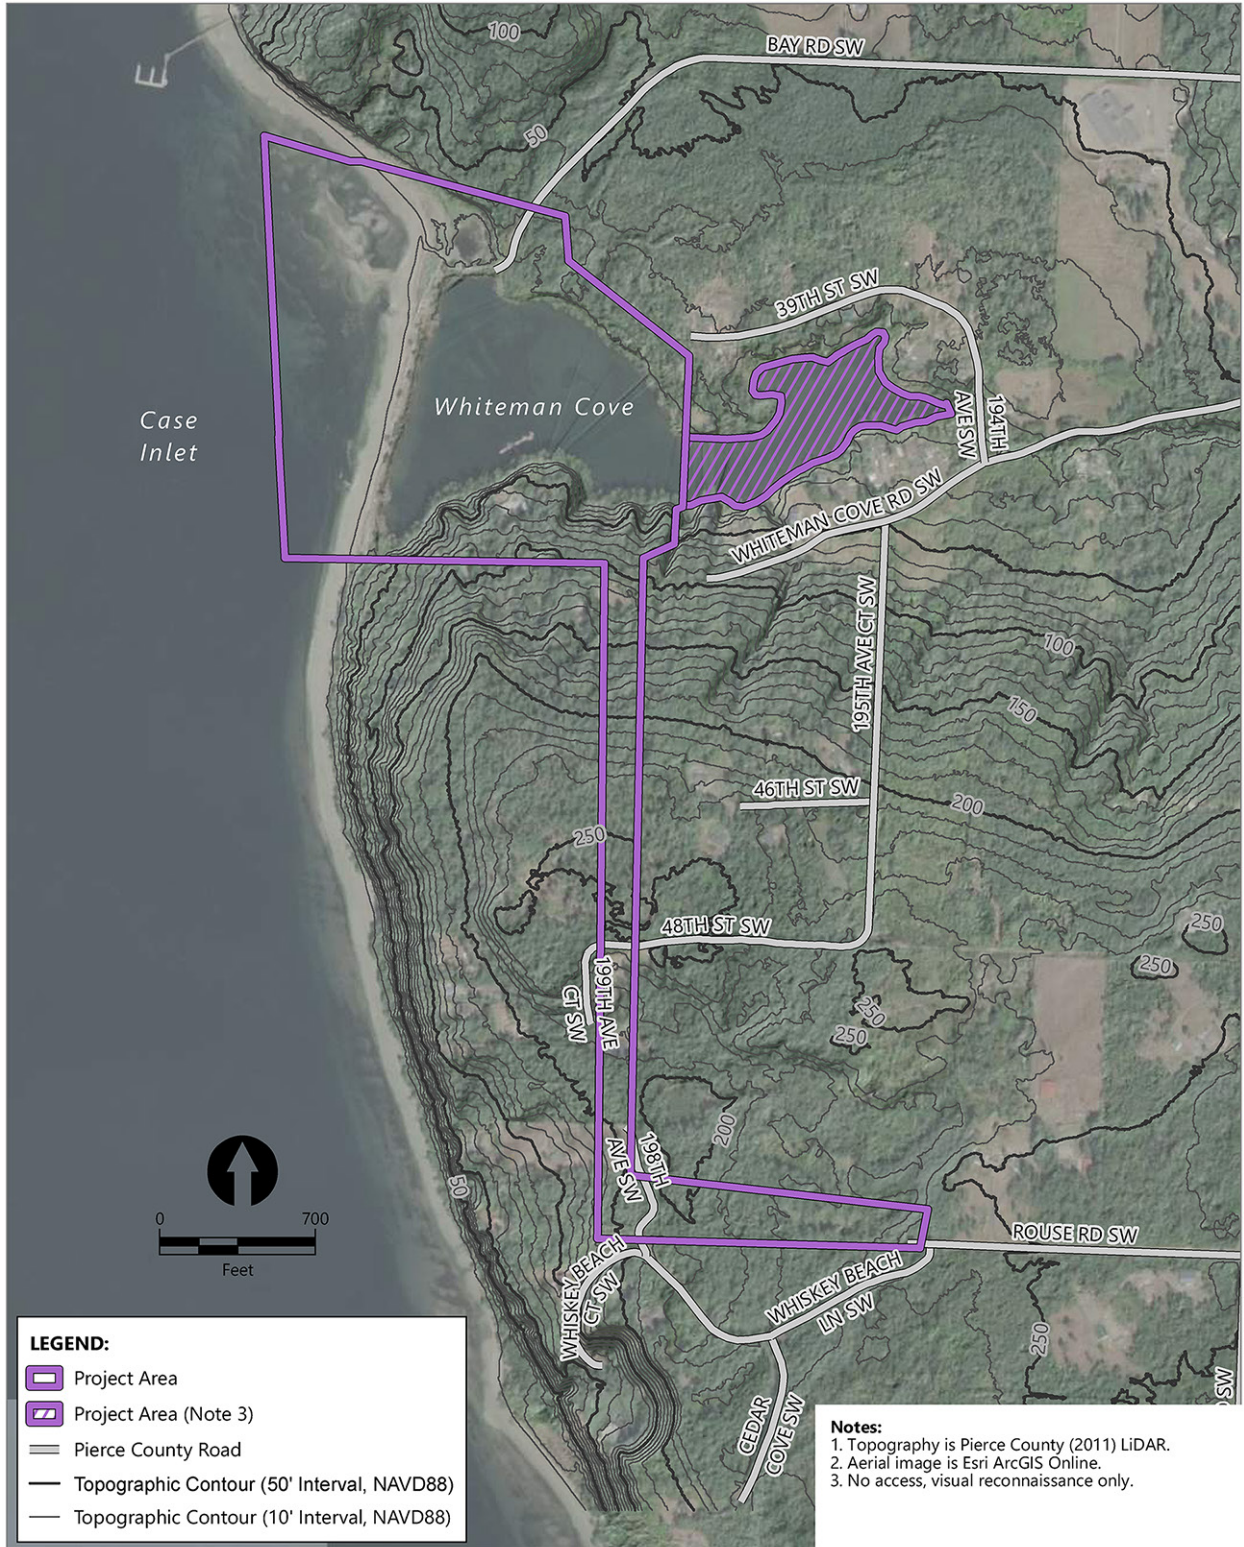 100
BAY RD SW
50
39TH ST SW
Whiteman Cove
Case
Inlet
194TH
AVE SW
WHITEMAN COVE RD SW
195TH AVE CT SW
100
150
46TH ST SW
200
250
48TH ST SW
250
250
199TH AVE
CT SW
250
250
200
198TH
AVE SW
50
0 700
Feet
ROUSE RD SW
WHISKEY BEACH
CT SW
WHISKEY BEACH
LN SW
250
CEDAR
COVE SW
SW
LEGEND:
Project Area
Project Area (Note 3)
Pierce County Road
Topographic Contour (50' Interval, NAVD88)
Topographic Contour (10' Interval, NAVD88)
Notes:
1. Topography is Pierce County (2011) LiDAR.
2. Aerial image is Esri ArcGIS Online.
3. No access, visual reconnaissance only.